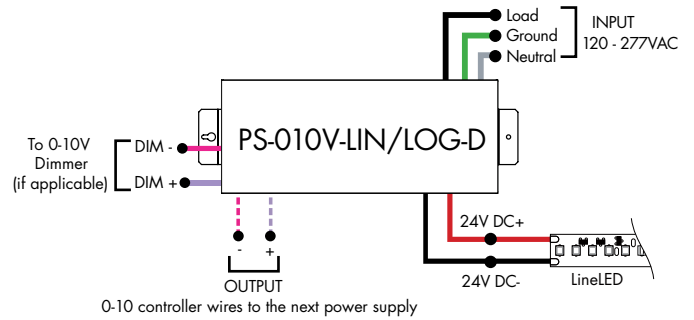 Load
INPUT
Ground
120 - 277VAC
Neutral
PS-010V-LIN/LOG-D
To 0-10V
Dimmer
(if applicable)
DIM -
DIM +
24V DC+
24V DC-
LineLED
- +
OUTPUT
0-10 controller wires to the next power supply